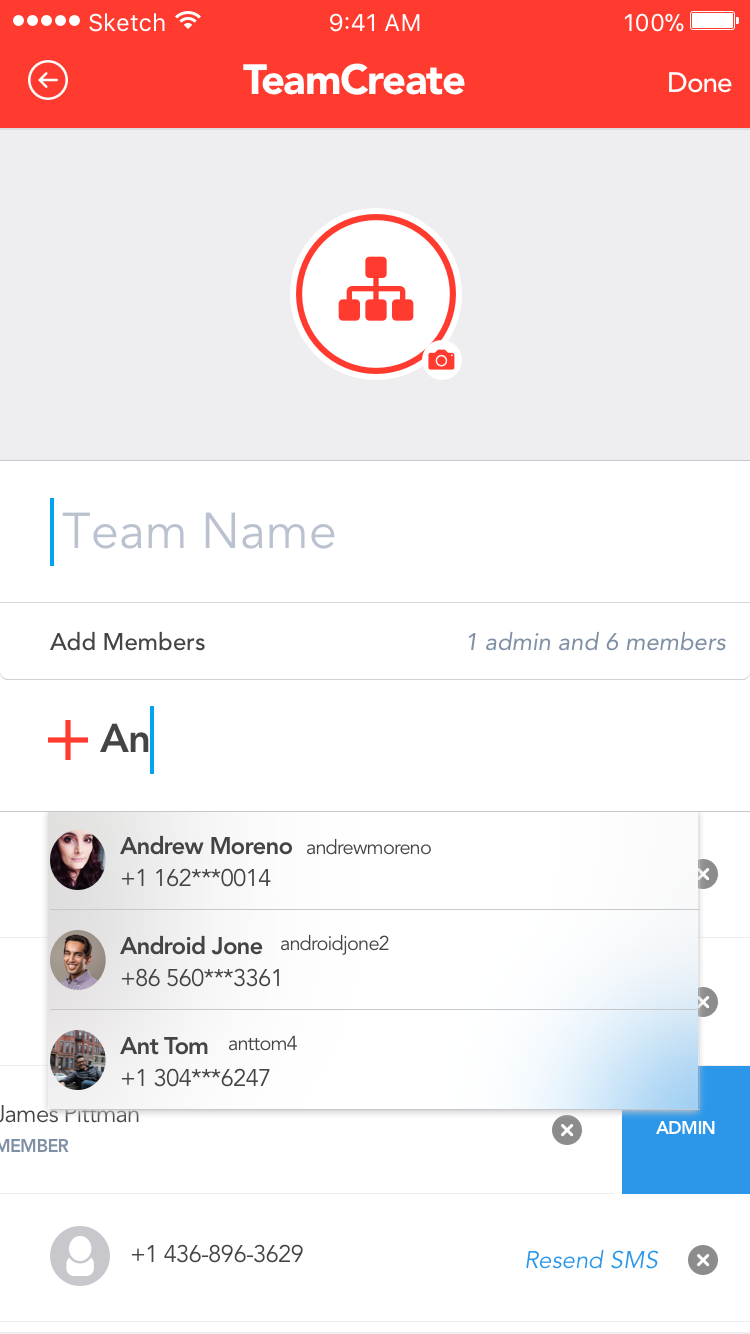 Sketch 9:41 AM 100%
TeamCreate Done
Team Name
Add Members 1 admin and 6 members
An
Andrew Moreno andrewmoreno
+1 162***0014
Android Jone androidjone2
+86 560***3361
Ant Tom anttom4
+1 304***6247
James Pittman
MEMBER ADMIN
+1 436-896-3629 Resend SMS